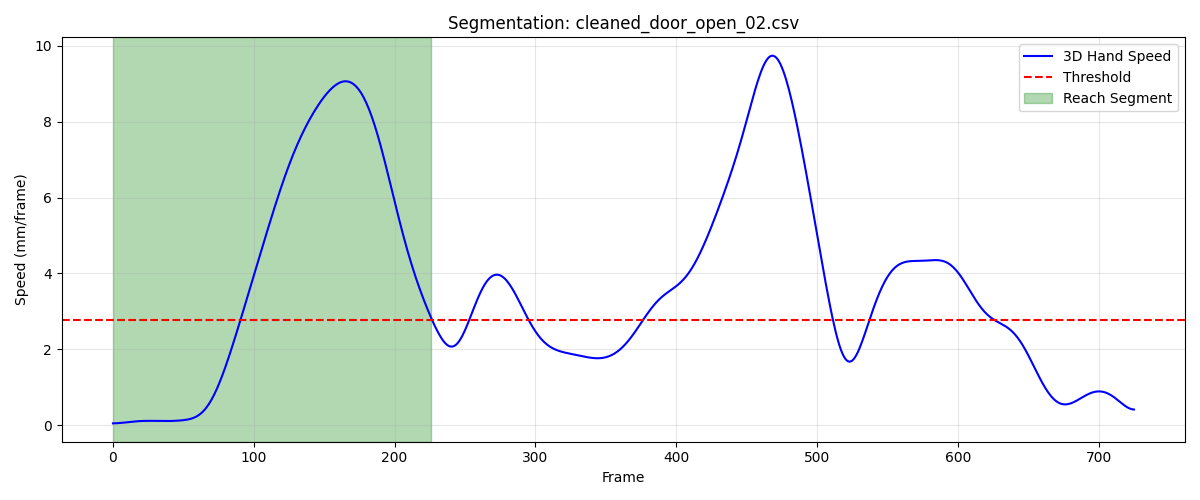 Segmentation: cleaned_door_open_02.csv
3D Hand Speed
Threshold
Reach Segment
Speed (mm/frame)
10
8
6
4
2
0
0 100 200 300 400 500 600 700
Frame